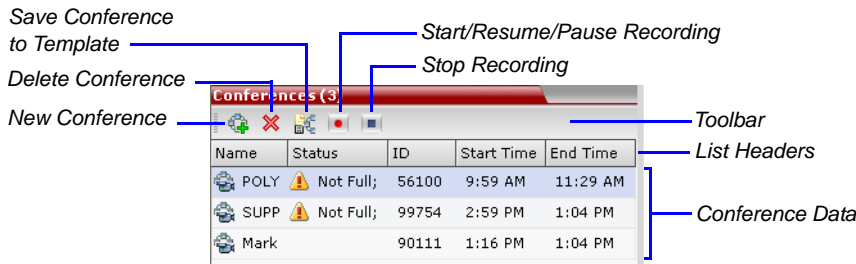 Save Conference
to Template
Start/Resume/Pause Recording
Delete Conference
Stop Recording
New Conference
Conferences (3)
Toolbar
Name Status ID Start Time End Time
List Headers
POLY Not Full; 56100 9:59 AM 11:29 AM
SUPP Not Full; 99754 2:59 PM 1:04 PM
Conference Data
Mark 90111 1:16 PM 1:04 PM